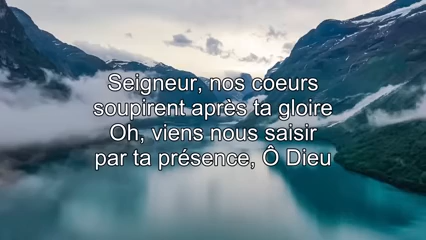 Seigneur, nos coeurs
soupirent après ta gloire
Oh, viens nous saisir
par ta présence, Ô Dieu